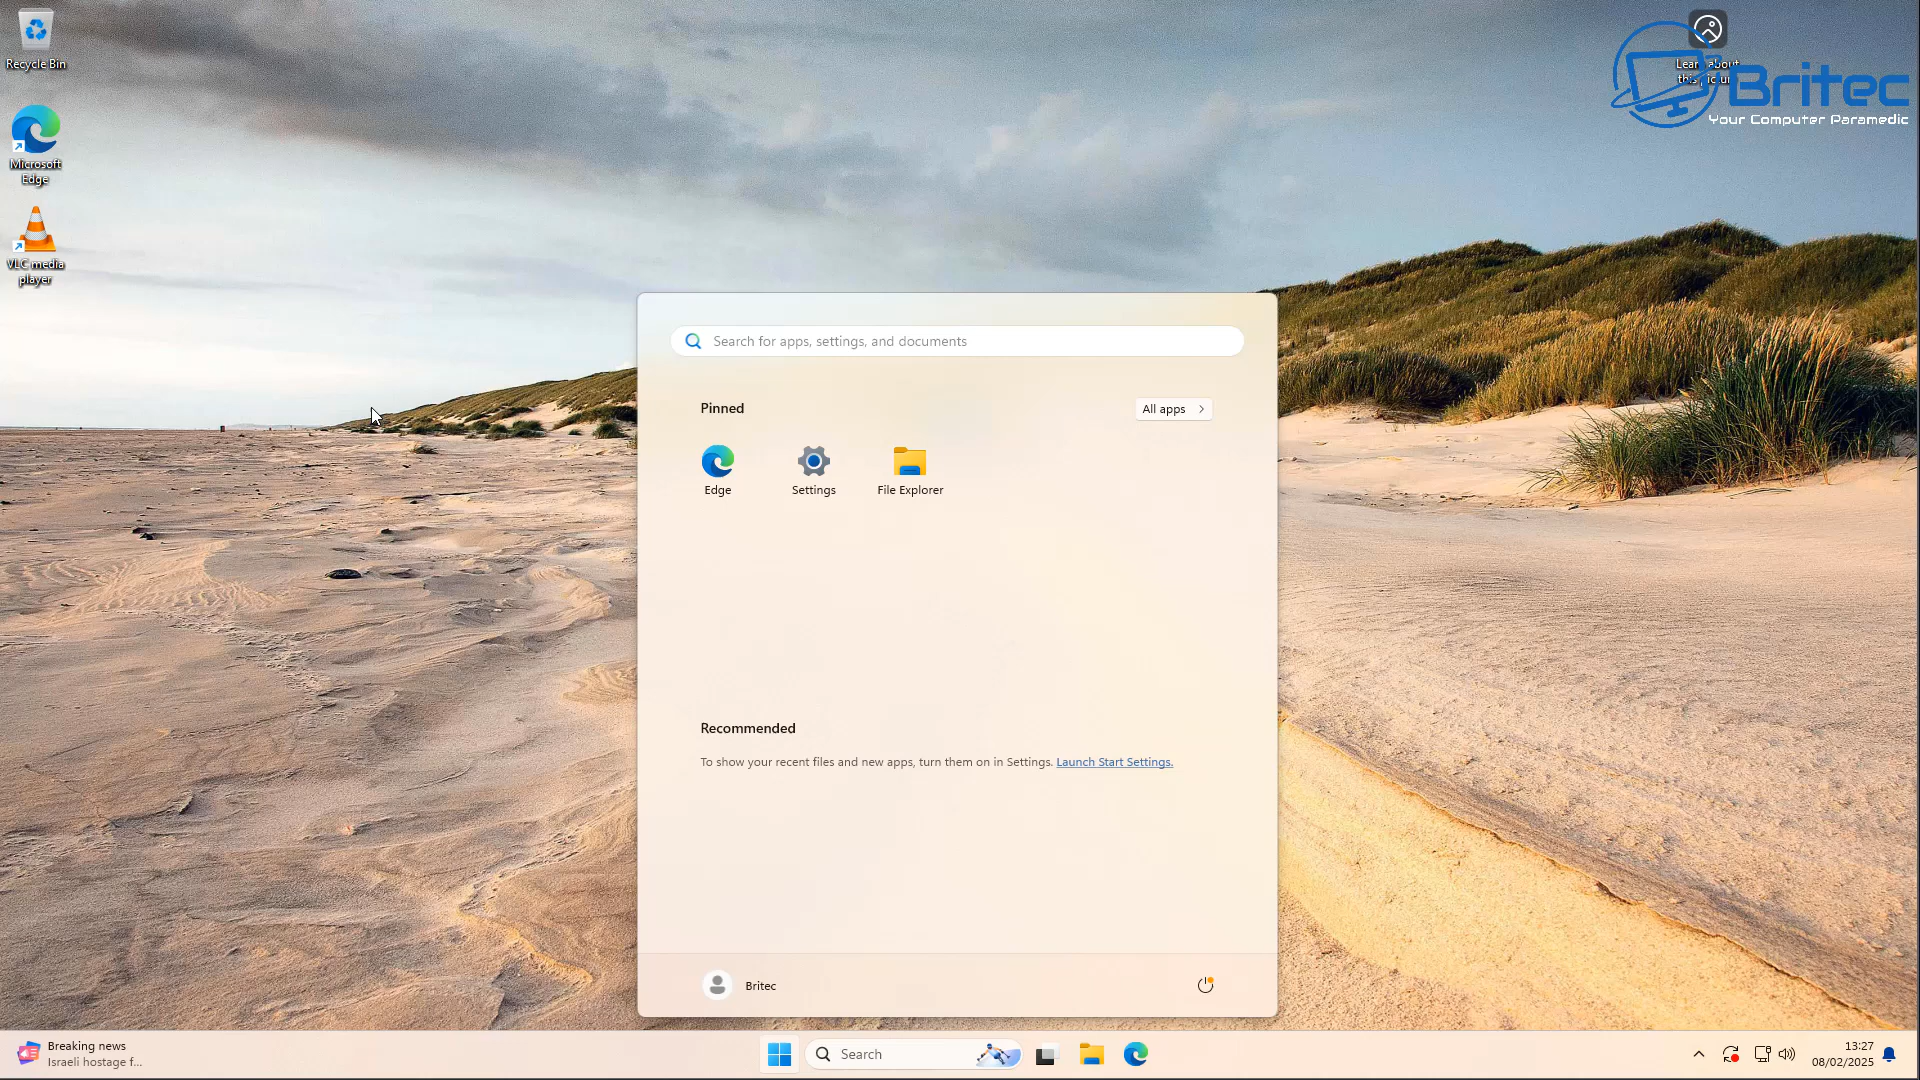 Recycle Bin
Microsoft
Edge
VLC media
player
Learn about
Britec
Your Computer Paramedic
Search for apps, settings, and documents
Pinned
All apps
Edge
Settings
File Explorer
Recommended
To show your recent files and new apps, turn them on in Settings. Launch Start Settings.
Britec
Breaking news
Israeli hostage f...
Search
13:27
08/02/2025